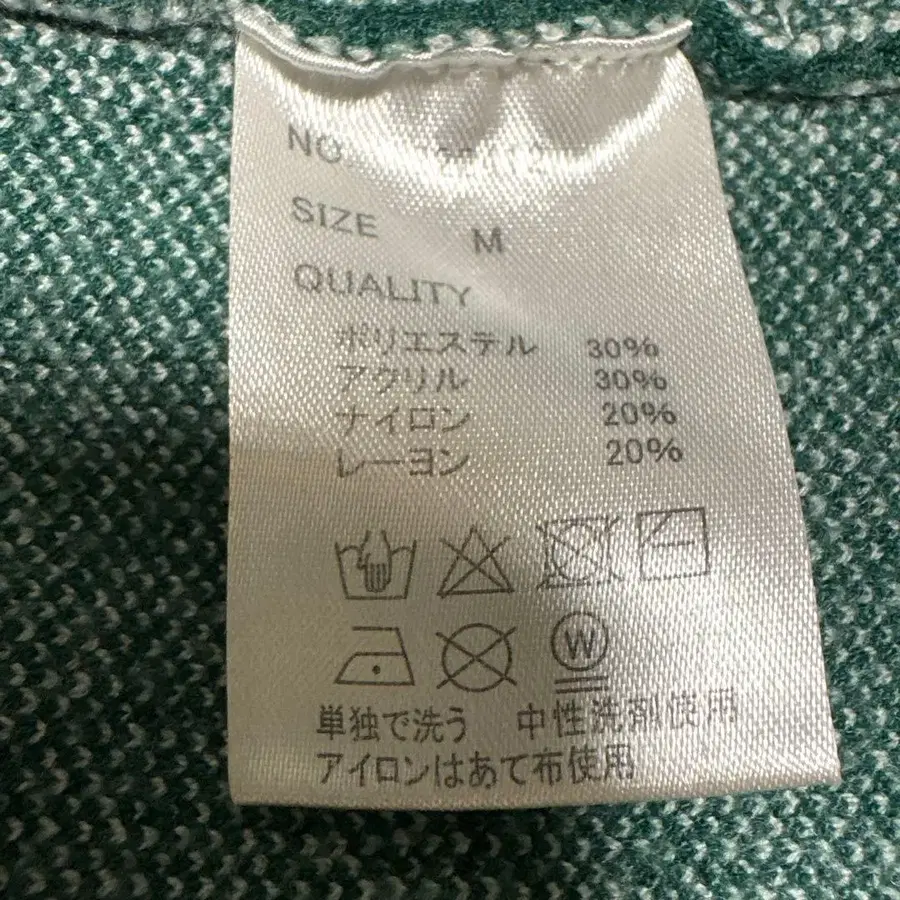 NO
SIZE M
QUALITY
ポリエステル 30%
アクリル 30%
ナイロン 20%
レーヨン 20%
W
単独で洗う 中性洗剤使用
アイロンはあて布使用